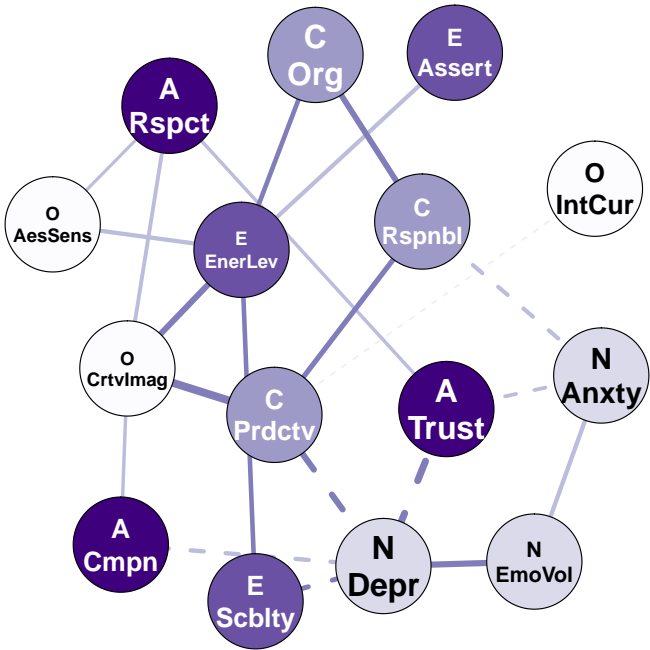 C
Org
E
Assert
A
Rspct
O
IntCur
O
AesSens
C
Rspnbl
E
EnerLev
O
CrtvImag
N
Anxty
C
Prdctv
A
Trust
A
Cmpn
N
Depr
N
EmoVol
E
Scblty